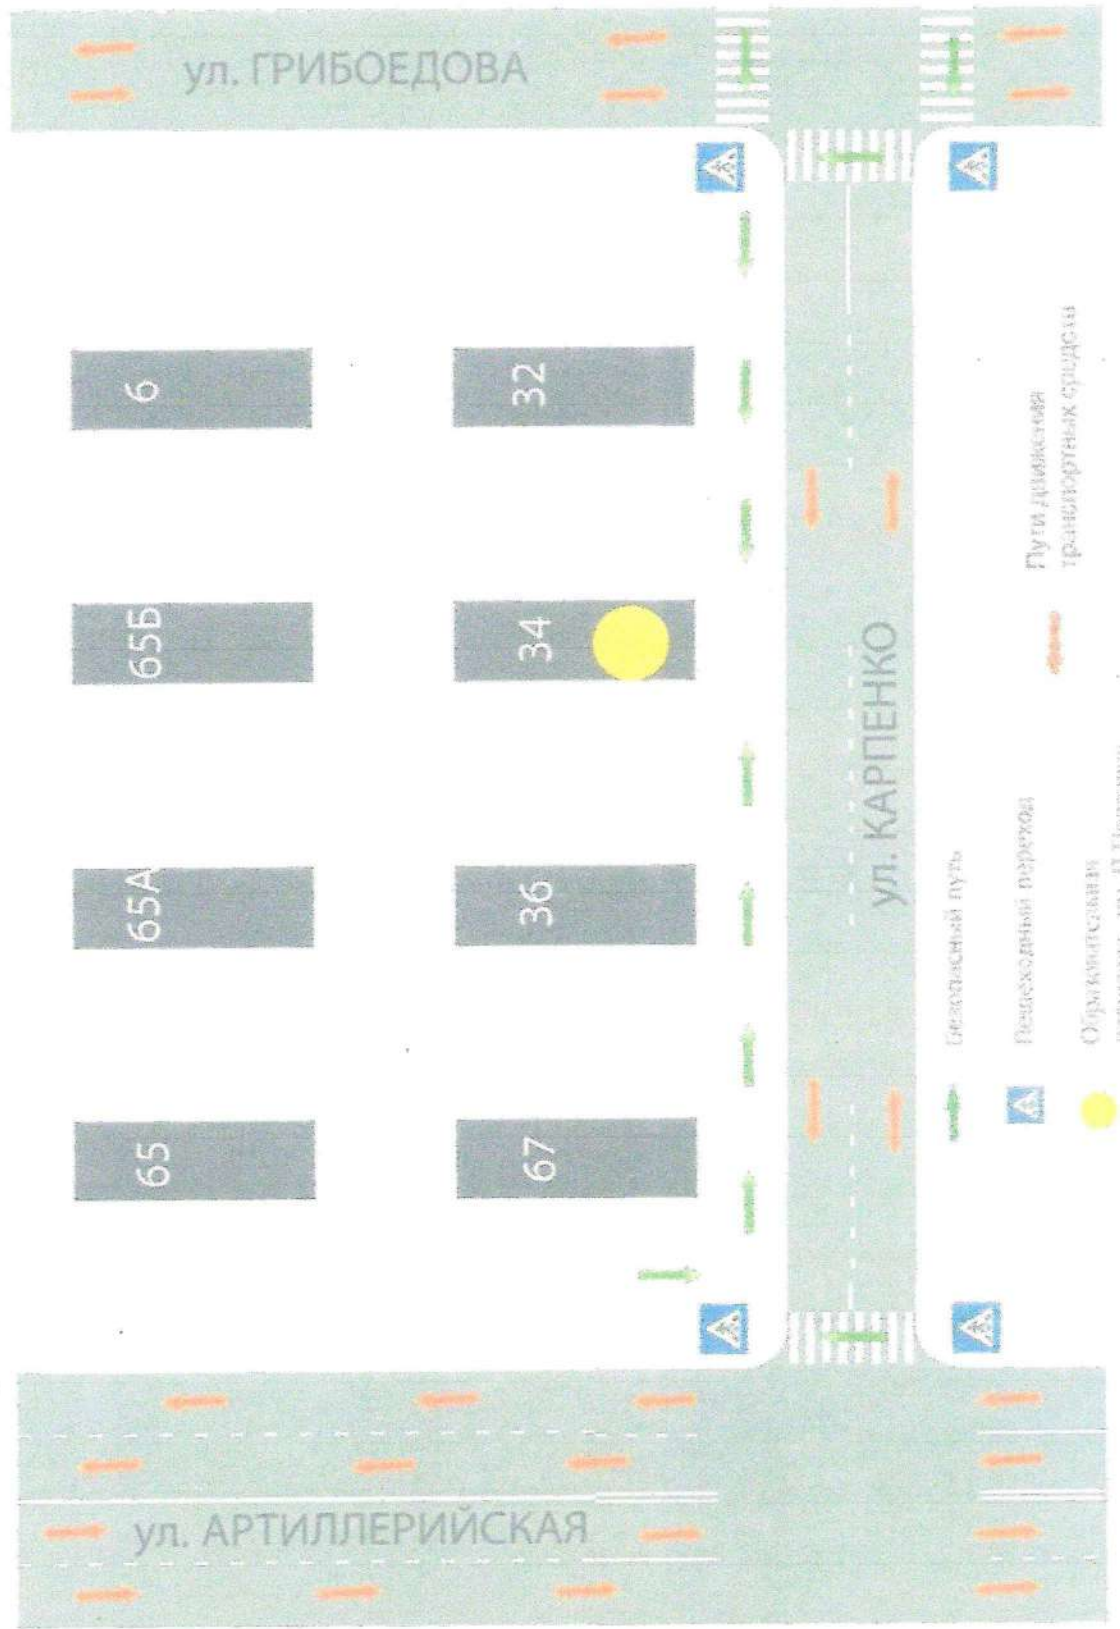 ул. ГРИБОЕДОВА
6
32
65Б
34
65А
36
65
67
ул. КАРПЕНКО
ул. АРТИЛЛЕРИЙСКАЯ
Безопасный путь
Пешеходный переход
Образовательная
Пути движения
транспортных средств